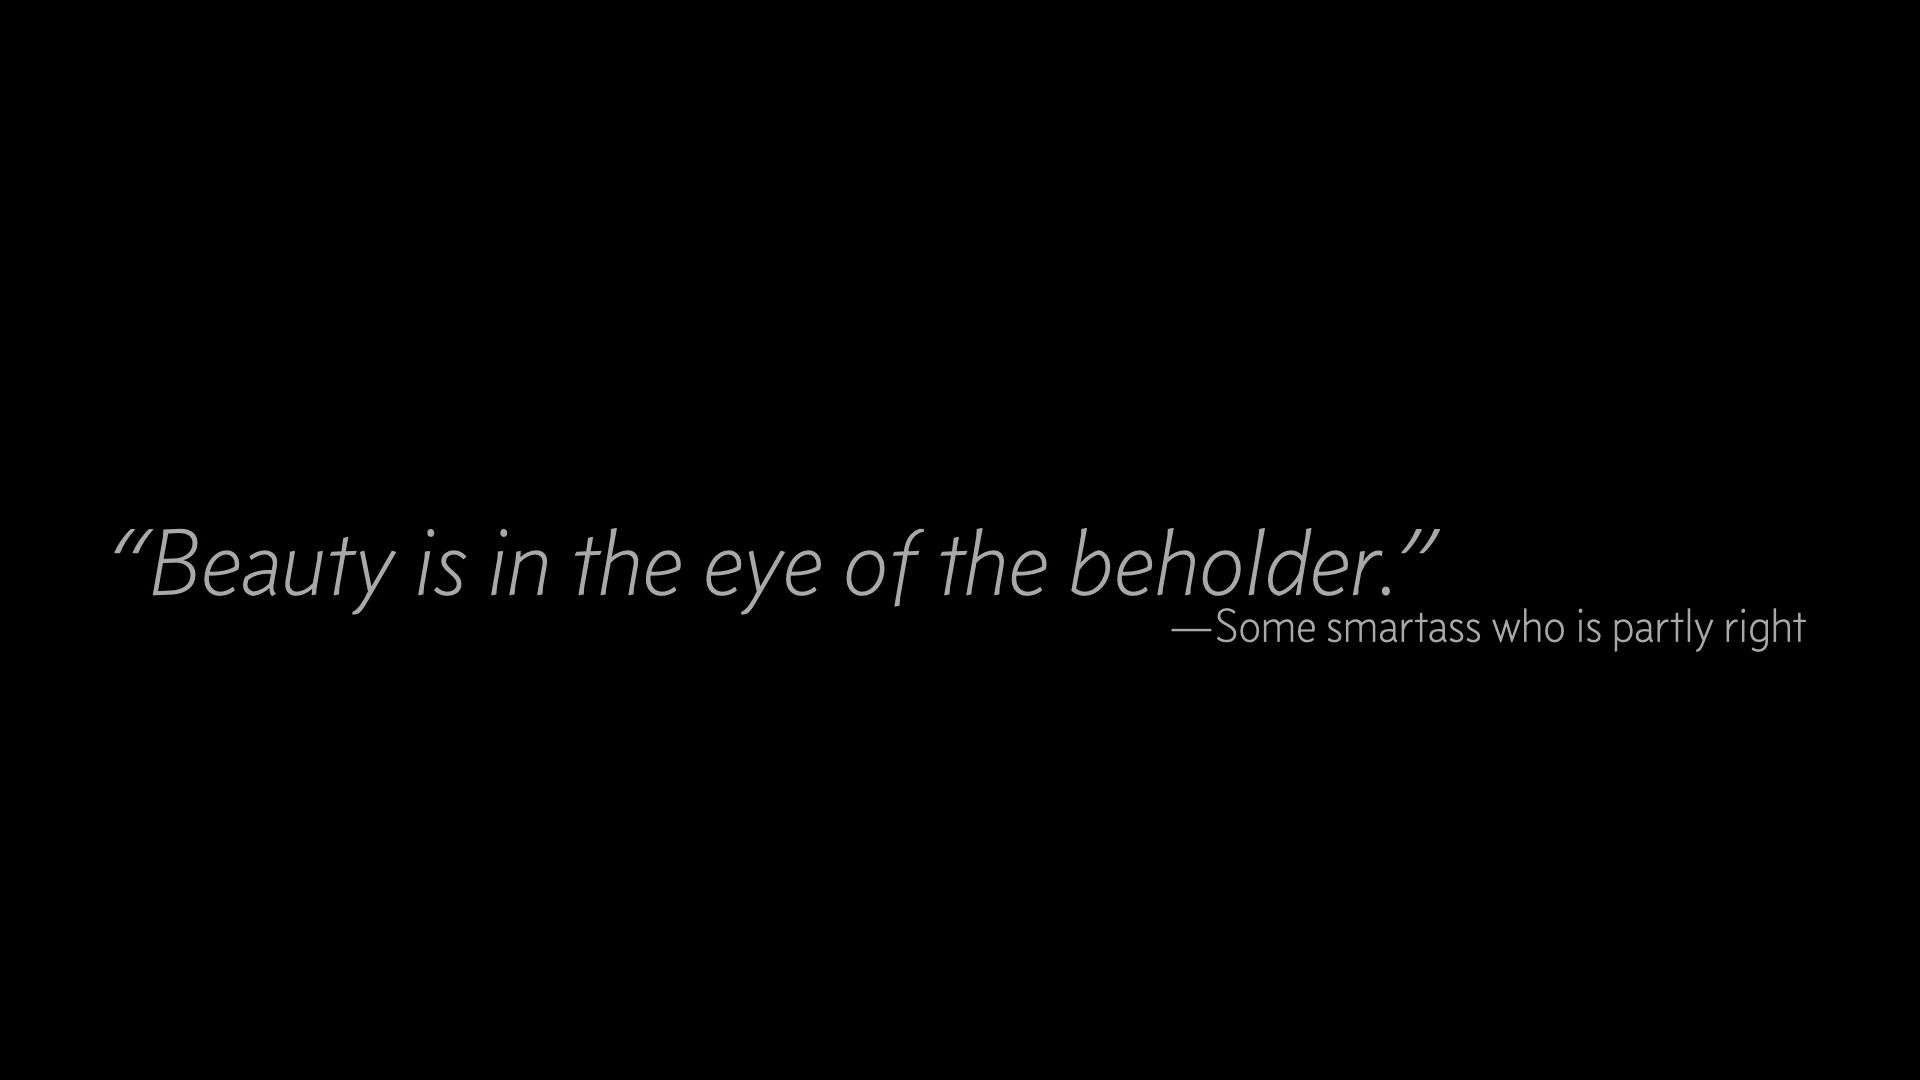 “Beauty is in the eye of the beholder.”
—Some smartass who is partly right